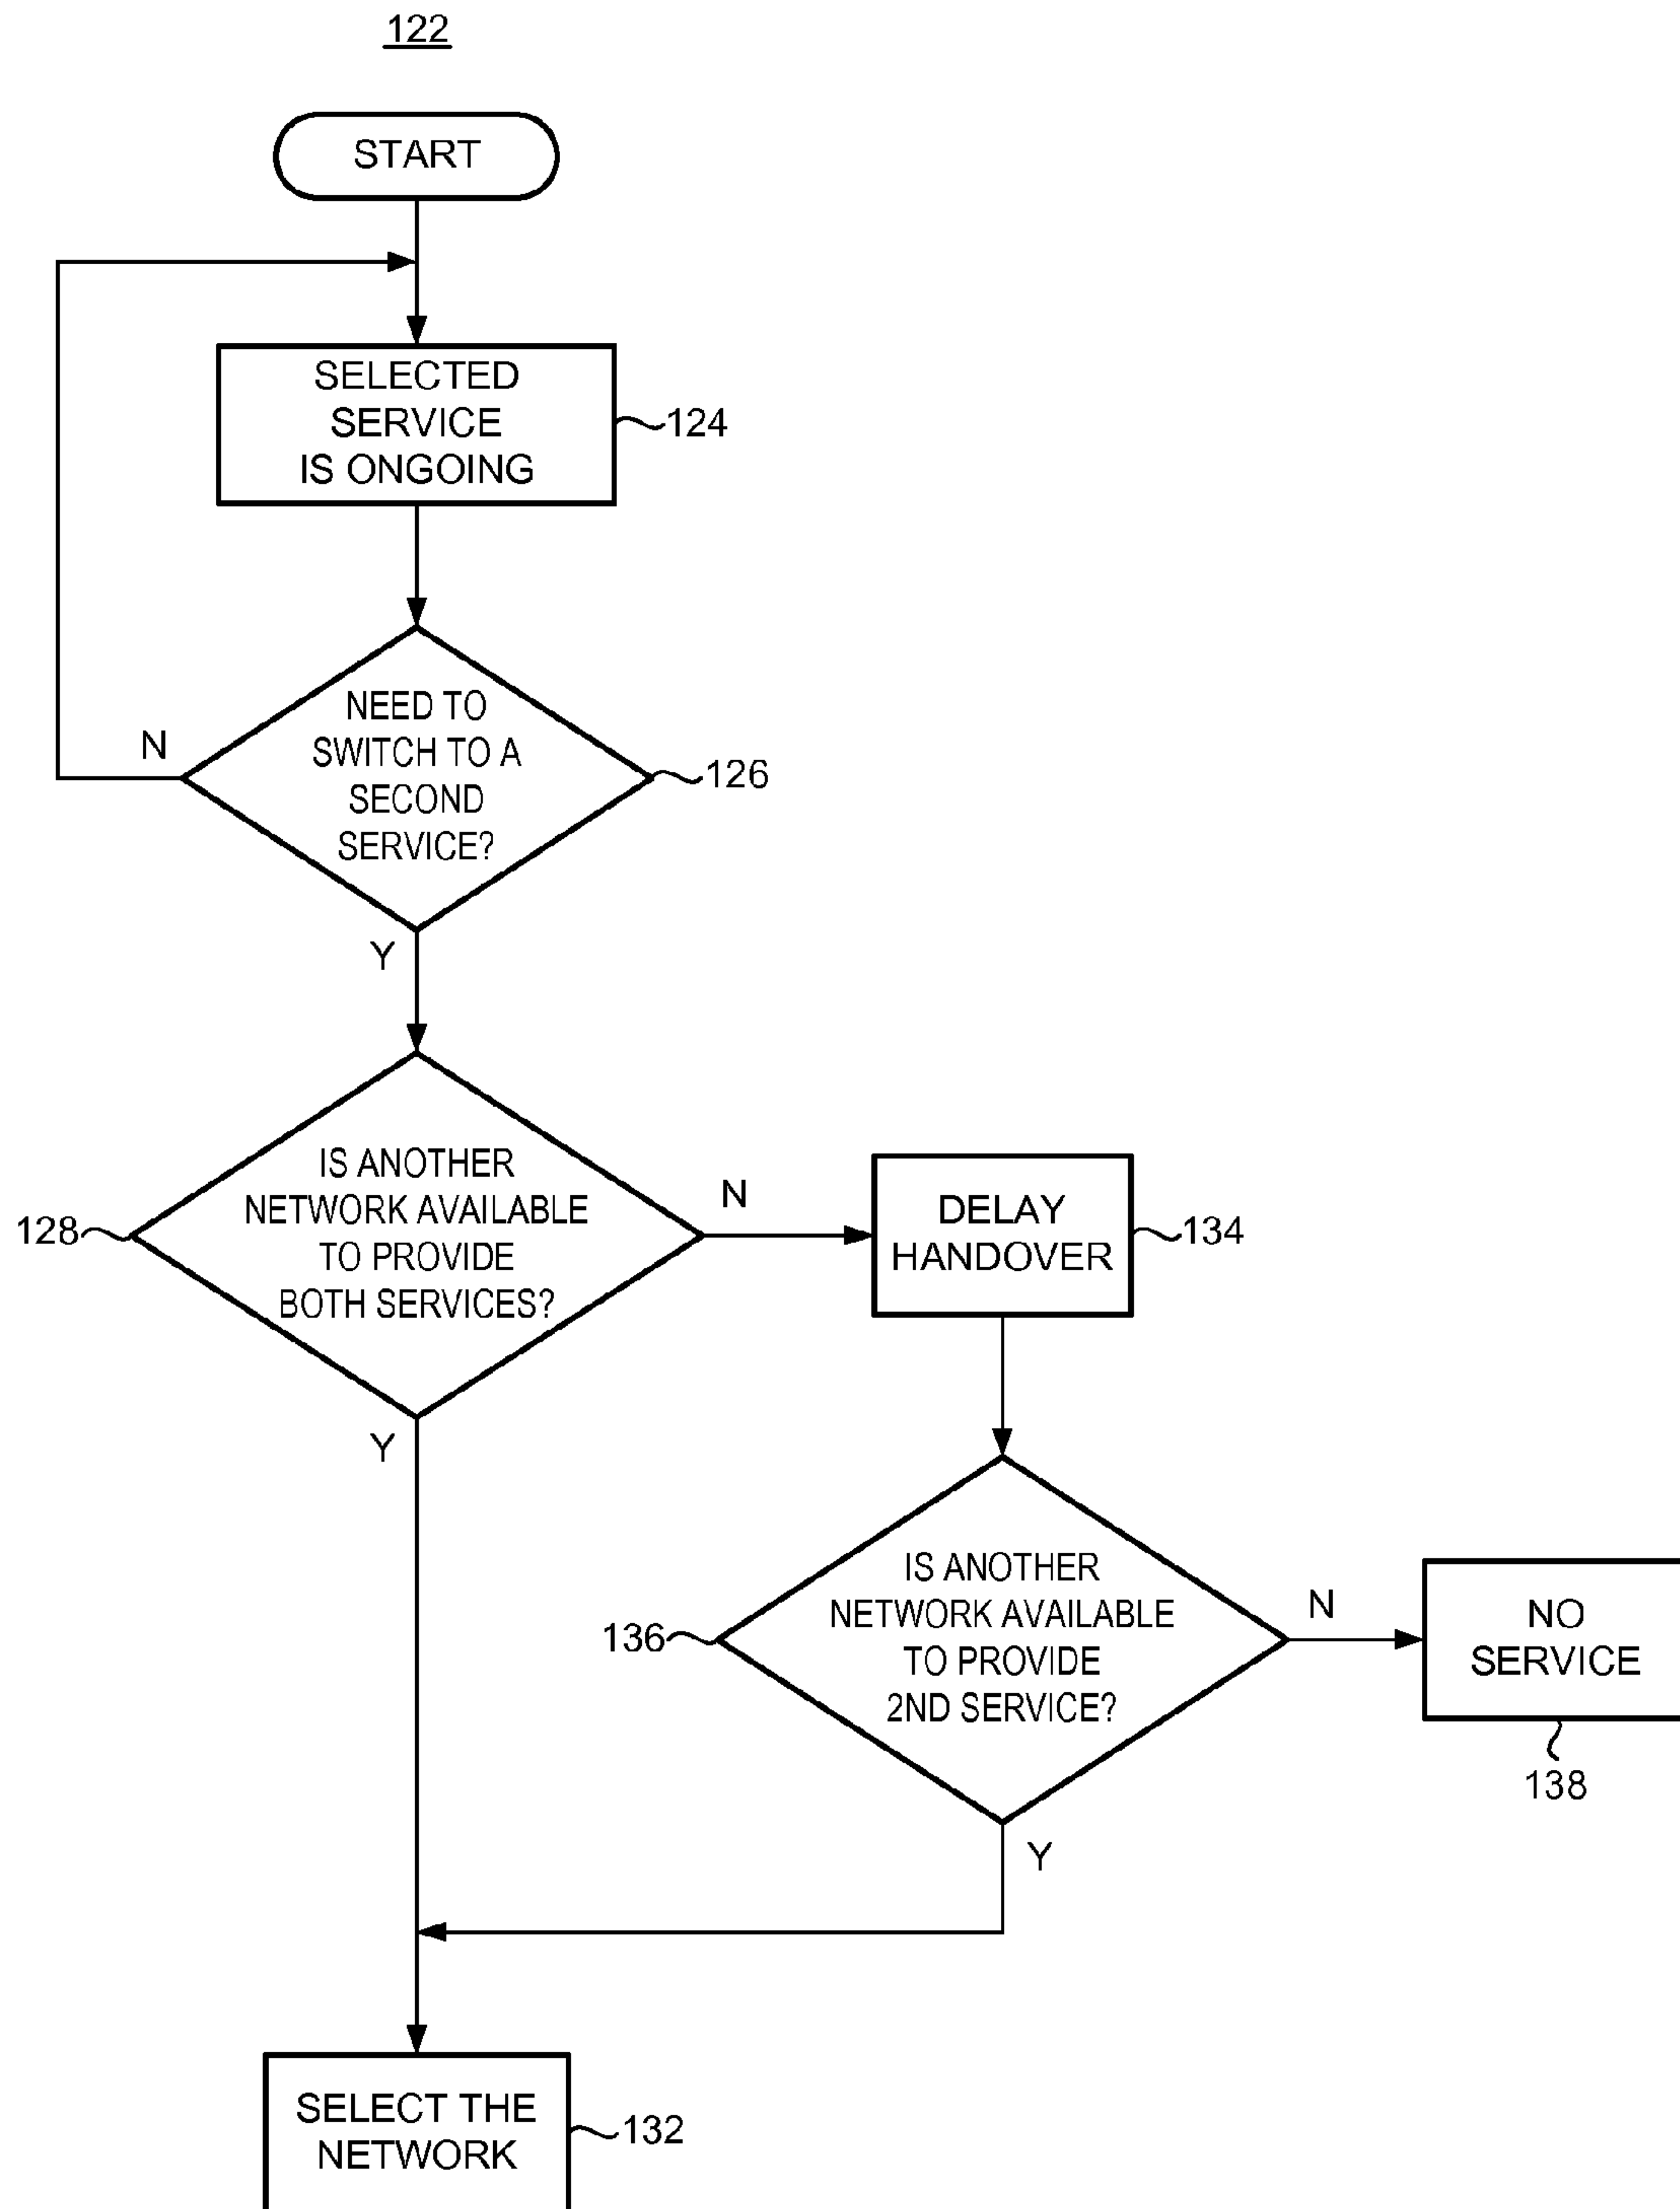 122
START
SELECTED
SERVICE
IS ONGOING
124
NEED TO
SWITCH TO A
SECOND
SERVICE?
126
N
Y
IS ANOTHER
NETWORK AVAILABLE
TO PROVIDE
BOTH SERVICES?
128
N
Y
DELAY
HANDOVER
134
IS ANOTHER
NETWORK AVAILABLE
TO PROVIDE
2ND SERVICE?
136
N
Y
NO
SERVICE
138
SELECT THE
NETWORK
132